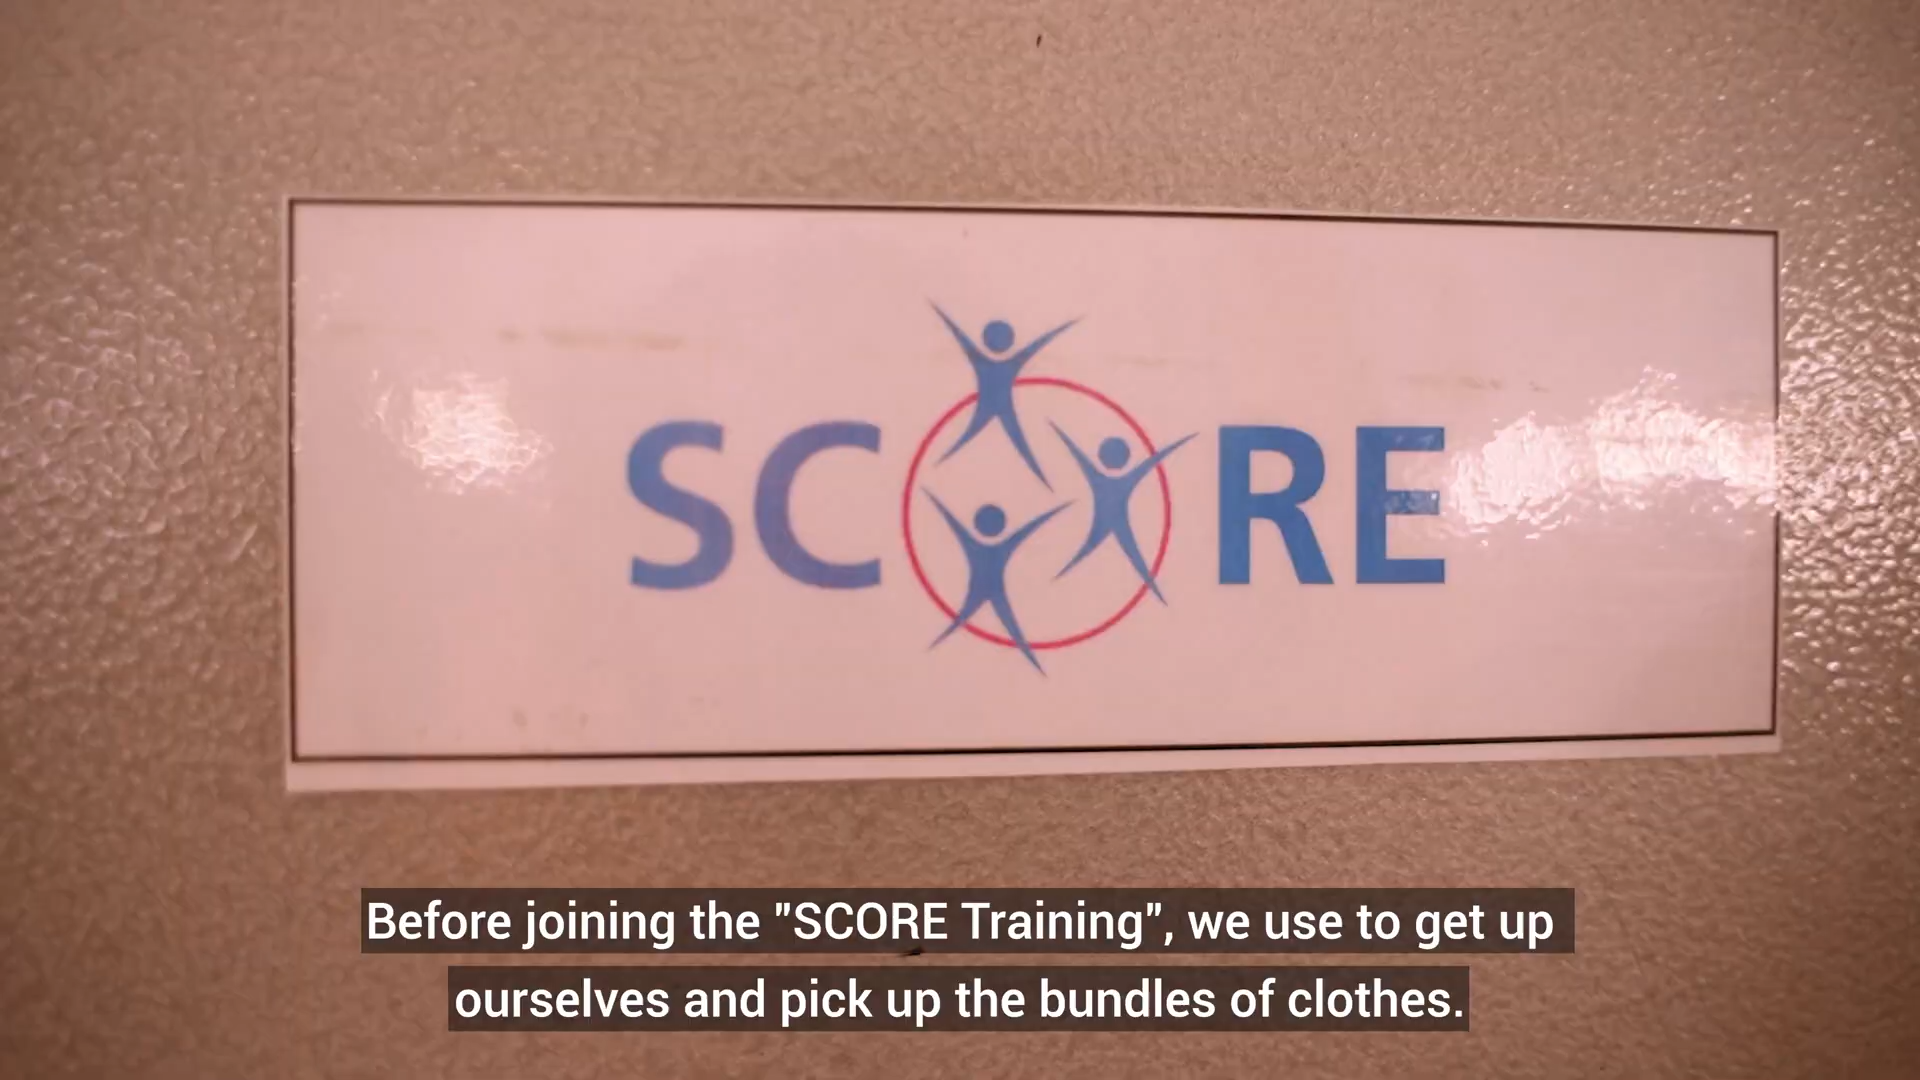 SCORE
Before joining the "SCORE Training", we use to get up
ourselves and pick up the bundles of clothes.